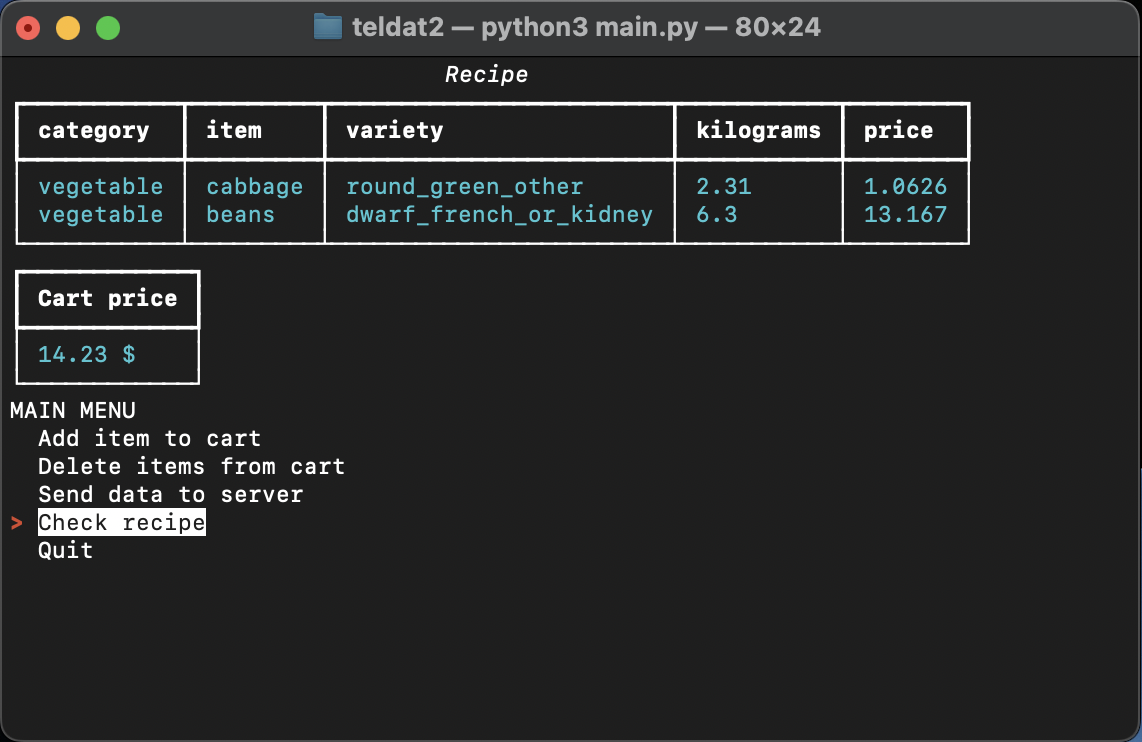 teldat2 — python3 main.py — 80×24
Recipe
category item variety kilograms price
vegetable cabbage round_green_other 2.31 1.0626
vegetable beans dwarf_french_or_kidney 6.3 13.167
Cart price
14.23 $
MAIN MENU
Add item to cart
Delete items from cart
Send data to server
> Check recipe
Quit